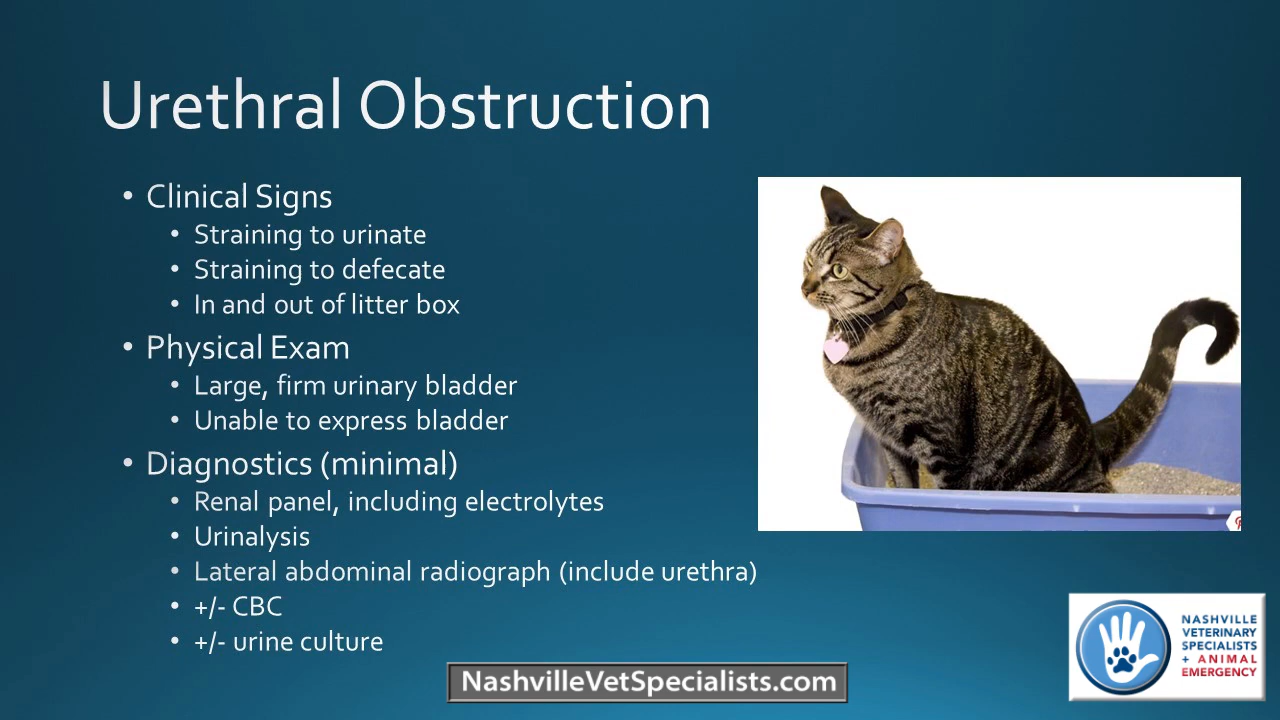 Urethral Obstruction
• Clinical Signs
• Straining to urinate
• Straining to defecate
• In and out of litter box
• Physical Exam
• Large, firm urinary bladder
• Unable to express bladder
• Diagnostics (minimal)
• Renal panel, including electrolytes
• Urinalysis
• Lateral abdominal radiograph (include urethra)
• +/- CBC
• +/- urine culture
NASHVILLE
VETERINARY
SPECIALISTS
+ ANIMAL
EMERGENCY
NashvilleVetSpecialists.com